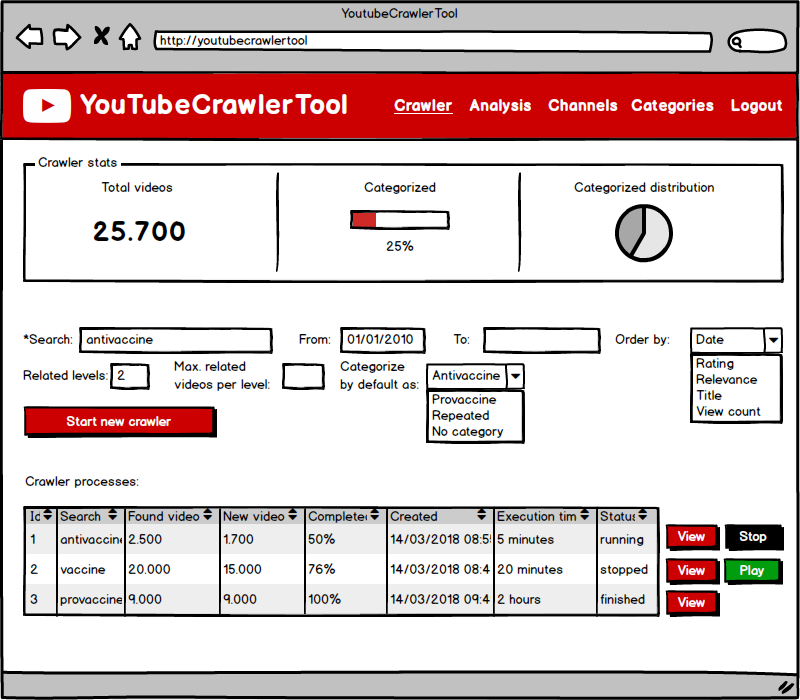 YoutubeCrawlerTool
http://youtubecrawlertool
YouTubeCrawlerTool Crawler Analysis Channels Categories Logout
Crawler stats
Total videos Categorized Categorized distribution
25.700
25%
*Search: antivaccine From: 01/01/2010 To: Order by: Date
Rating
Relevance
Title
View count
Related levels: 2 Max. related videos per level: Categorize by default as: Antivaccine
Provaccine
Repeated
No category
Start new crawler
Crawler processes:
Id Search Found video New video Completed Created Execution tim Status
1 antivaccine 2.500 1.700 50% 14/03/2018 08:5 5 minutes running View Stop
2 vaccine 20.000 15.000 76% 14/03/2018 08:4 20 minutes stopped View Play
3 provaccine 9.000 9.000 100% 14/03/2018 09:4 2 hours finished View